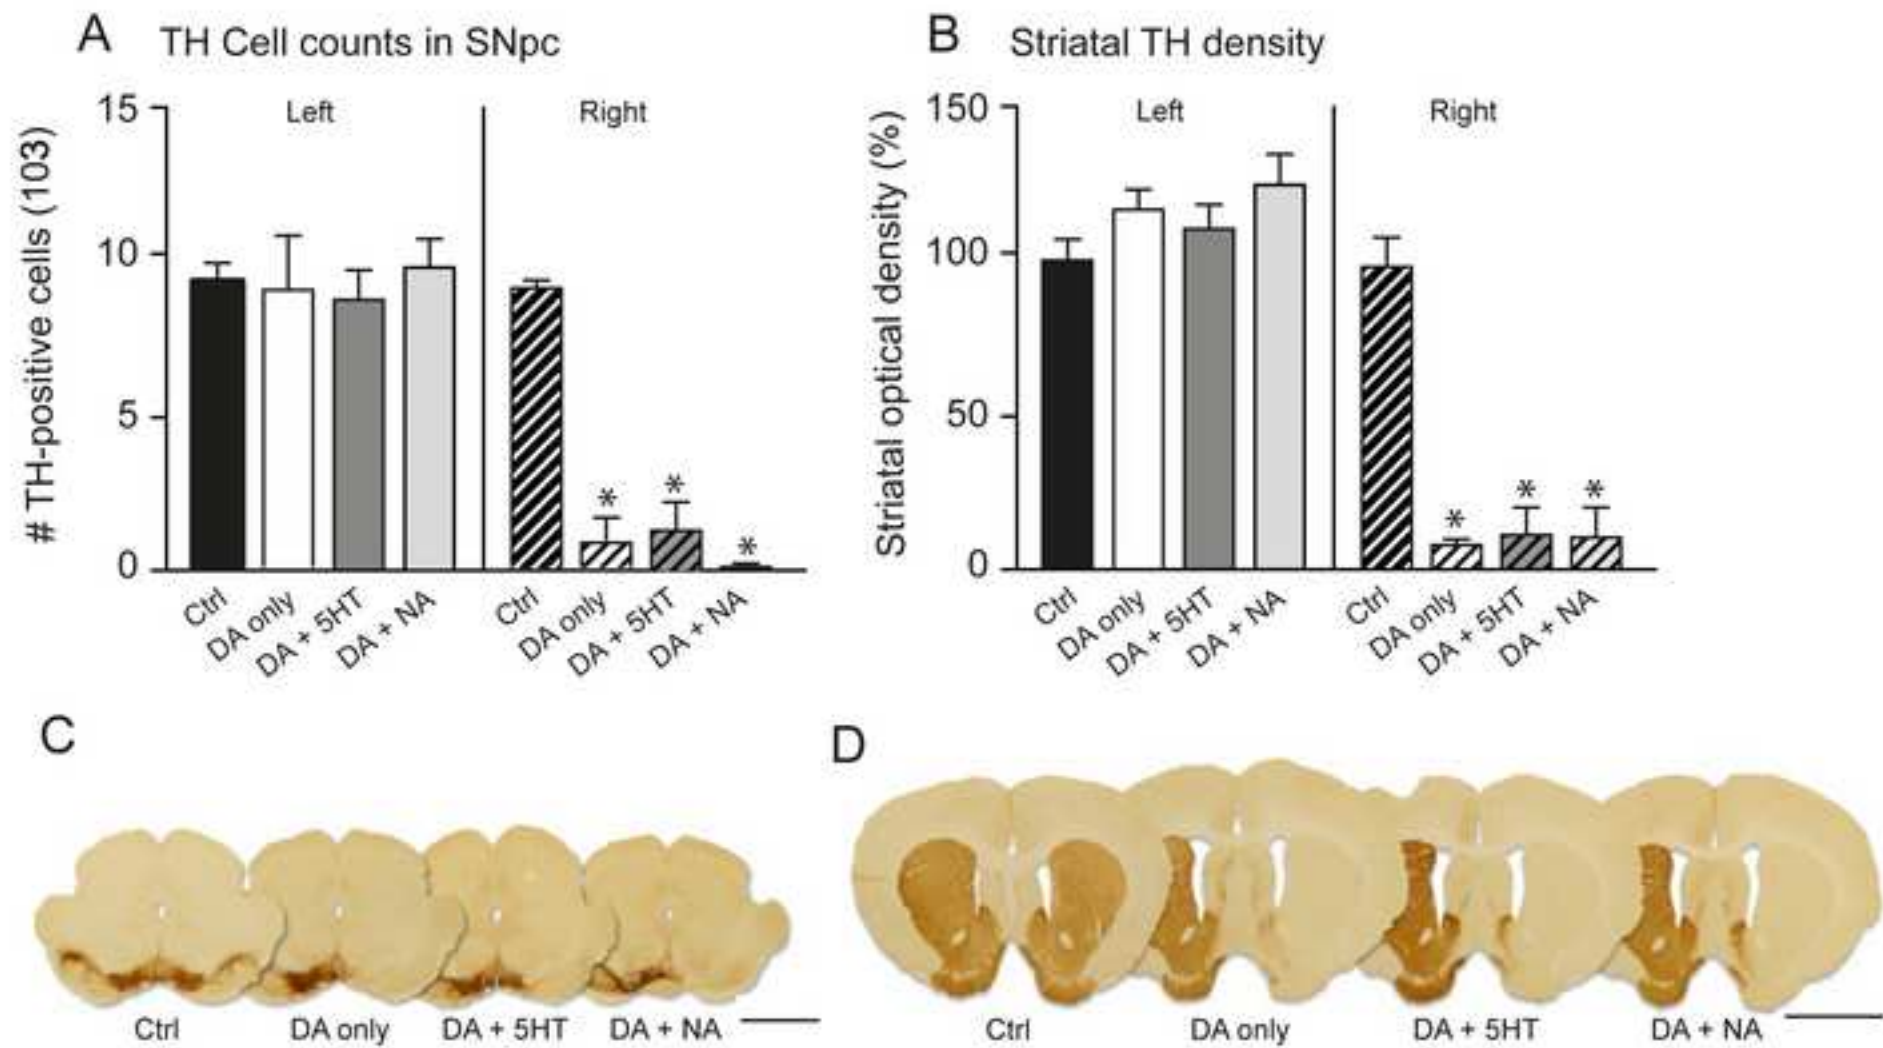 A TH Cell counts in SNpc
# TH-positive cells (103)
15
10
5
0
Left
Right
*
*
*
Ctrl
DA only
DA + 5HT
DA + NA
Ctrl
DA only
DA + 5HT
DA + NA
B Striatal TH density
Striatal optical density (%)
150
100
50
0
Left
Right
*
*
*
Ctrl
DA only
DA + 5HT
DA + NA
Ctrl
DA only
DA + 5HT
DA + NA
C
Ctrl DA only DA + 5HT DA + NA
D
Ctrl DA only DA + 5HT DA + NA